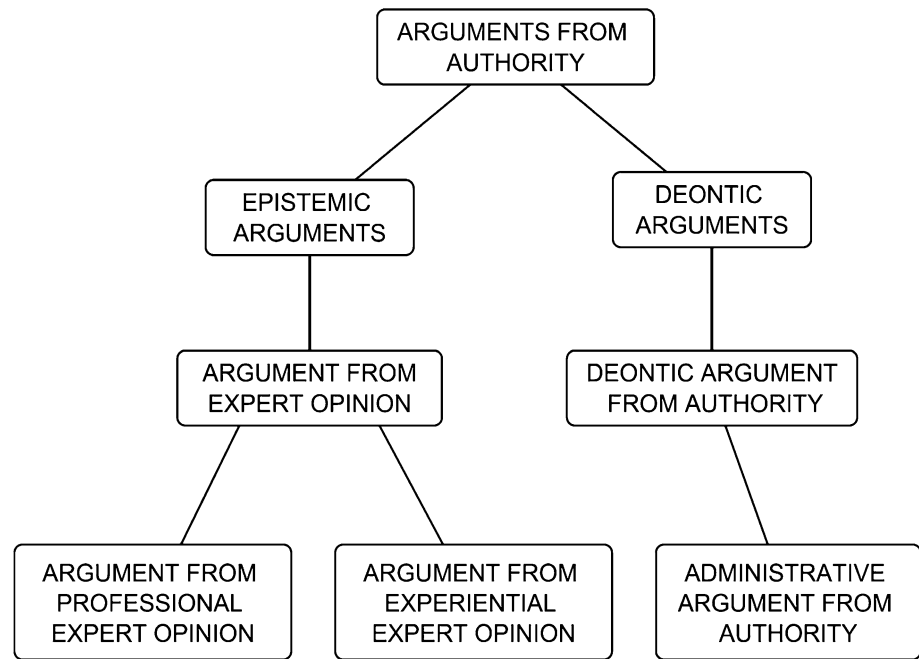 ARGUMENTS FROM
AUTHORITY
EPISTEMIC
ARGUMENTS
DEONTIC
ARGUMENTS
ARGUMENT FROM
EXPERT OPINION
DEONTIC ARGUMENT
FROM AUTHORITY
ARGUMENT FROM
PROFESSIONAL
EXPERT OPINION
ARGUMENT FROM
EXPERIENTIAL
EXPERT OPINION
ADMINISTRATIVE
ARGUMENT FROM
AUTHORITY